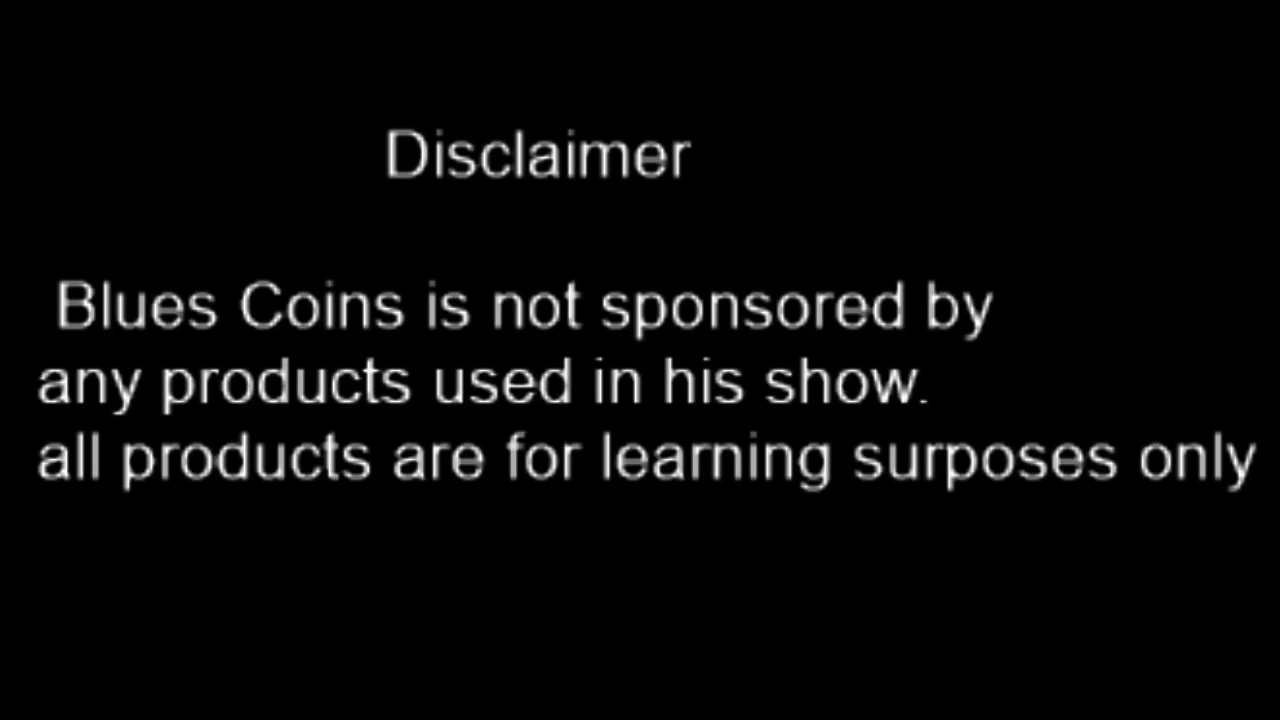 Disclaimer
Blues Coins is not sponsored by
any products used in his show.
all products are for learning surposes only